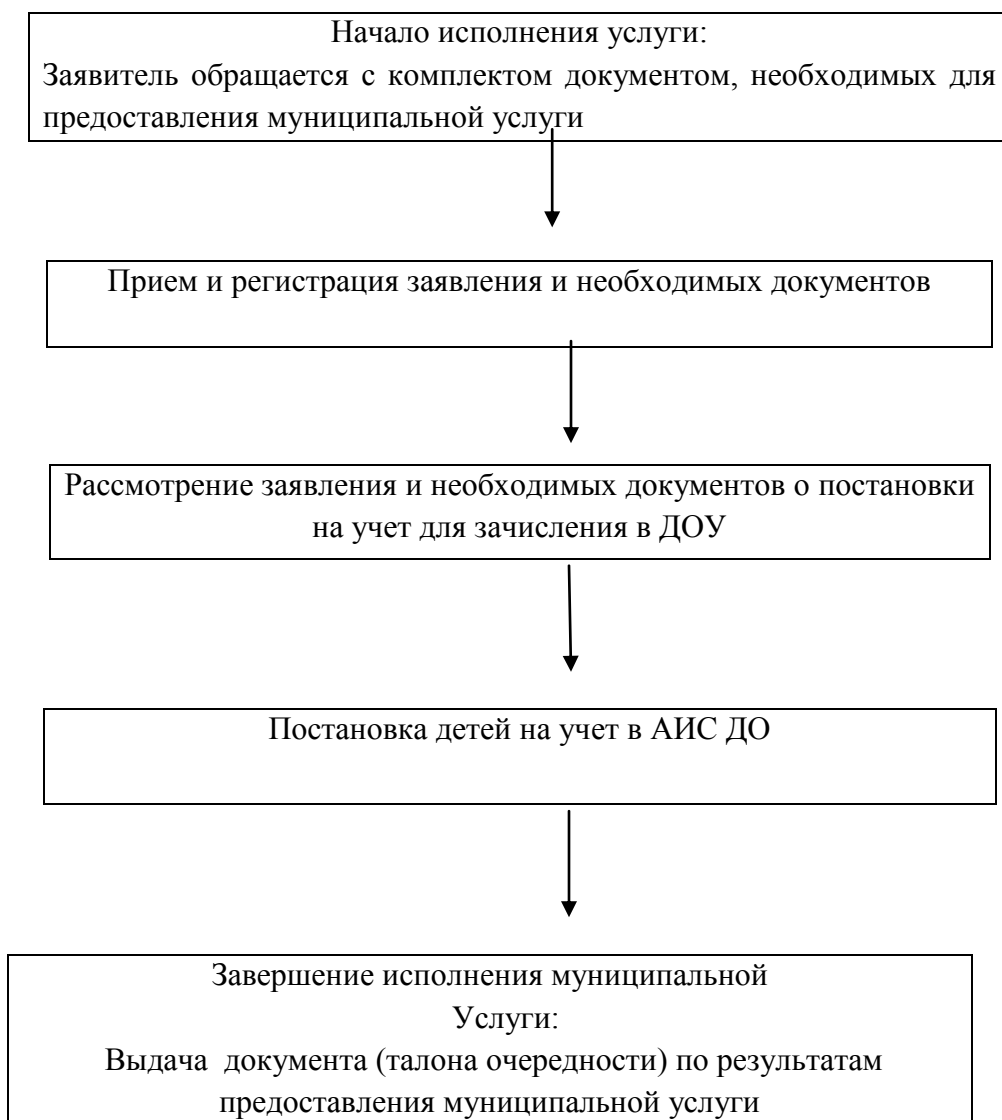 Начало исполнения услуги:
Заявитель обращается с комплектом документом, необходимых для
предоставления муниципальной услуги
Прием и регистрация заявления и необходимых документов
Рассмотрение заявления и необходимых документов о постановки
на учет для зачисления в ДОУ
Постановка детей на учет в АИС ДО
Завершение исполнения муниципальной
Услуги:
Выдача документа (талона очередности) по результатам
предоставления муниципальной услуги